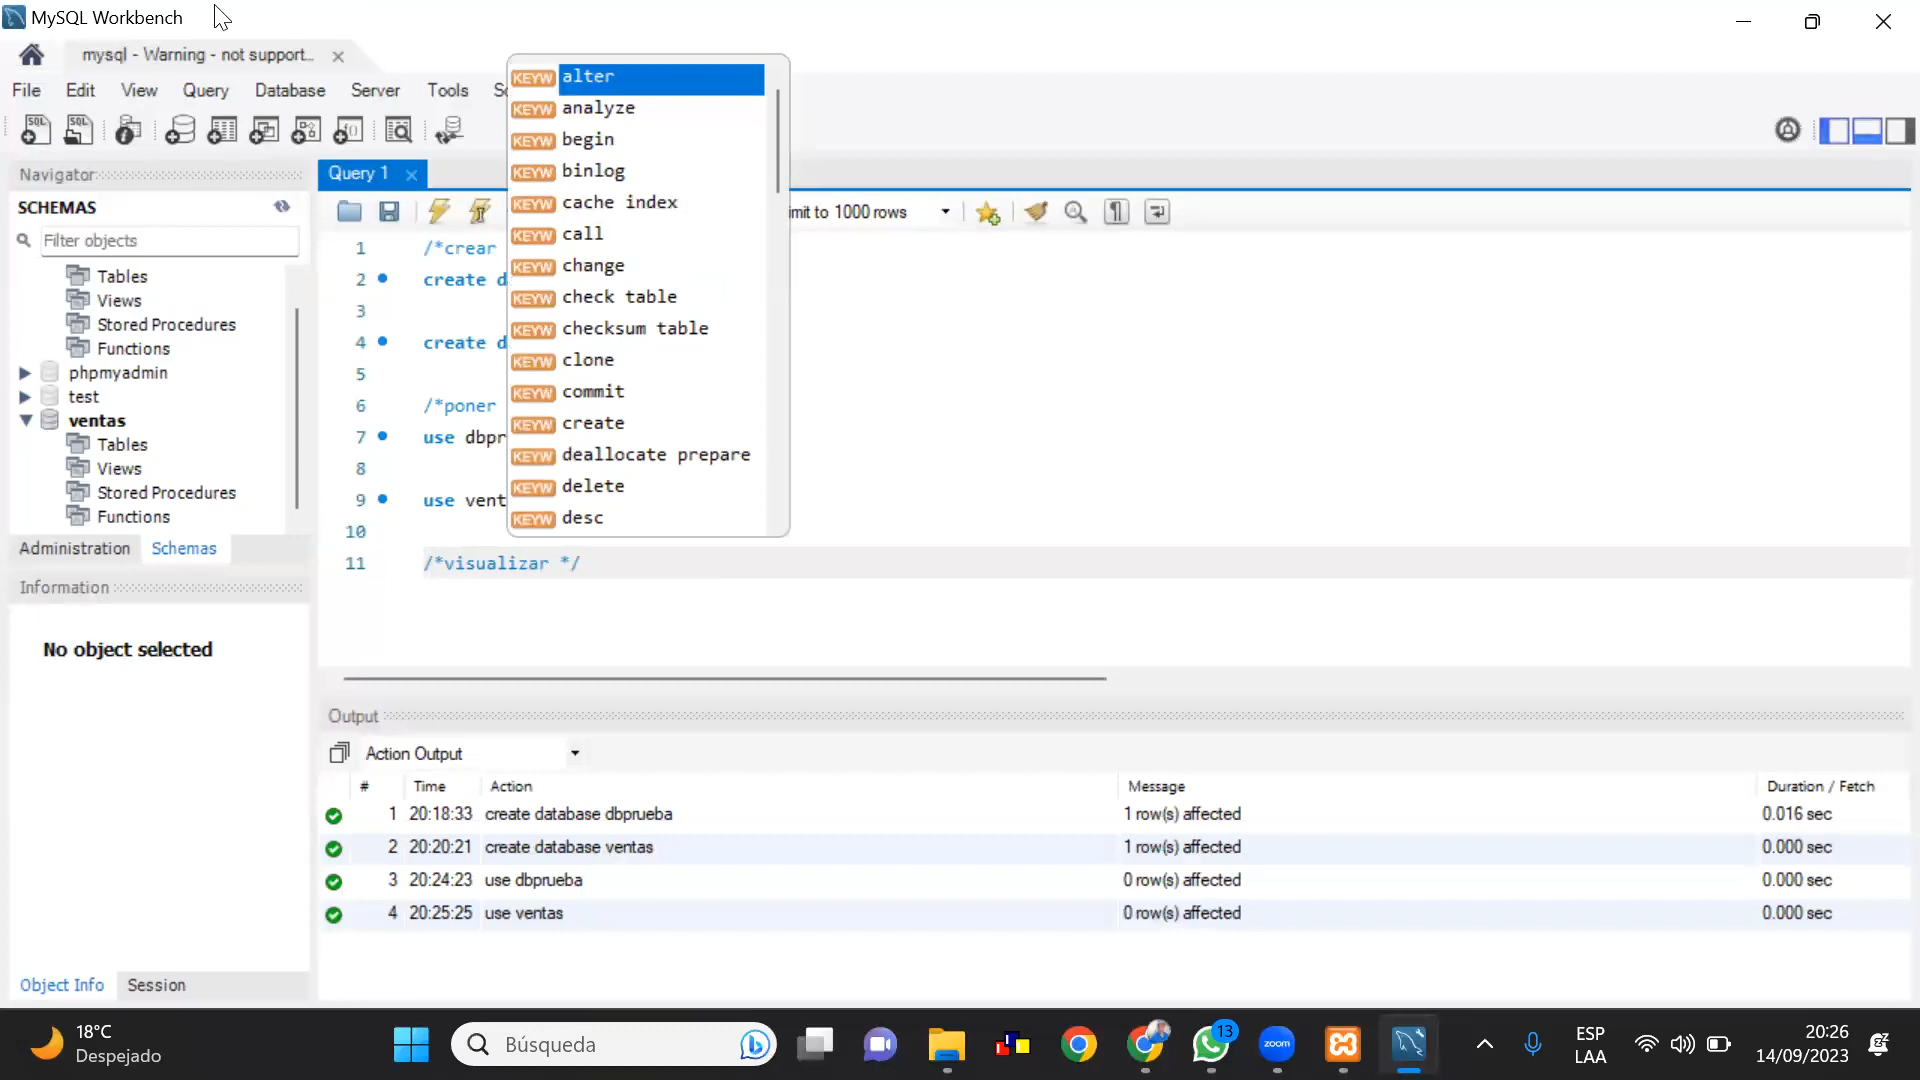 MySQL Workbench
mysql - Warning - not support...
File Edit View Query Database Server Tools
Navigator
SCHEMAS
Filter objects
Tables
Views
Stored Procedures
Functions
phpmyadmin
test
ventas
Tables
Views
Stored Procedures
Functions
Administration Schemas
Information
No object selected
Object Info Session
Query 1
imit to 1000 rows
1 /*crear
2 create d
3
4 create d
5
6 /*poner
7 use dbpr
8
9 use vent
10
11 /*visualizar */
KEYW alter
KEYW analyze
KEYW begin
KEYW binlog
KEYW cache index
KEYW call
KEYW change
KEYW check table
KEYW checksum table
KEYW clone
KEYW commit
KEYW create
KEYW deallocate prepare
KEYW delete
KEYW desc
Output
Action Output
# Time Action Message Duration / Fetch
1 20:18:33 create database dbprueba 1 row(s) affected 0.016 sec
2 20:20:21 create database ventas 1 row(s) affected 0.000 sec
3 20:24:23 use dbprueba 0 row(s) affected 0.000 sec
4 20:25:25 use ventas 0 row(s) affected 0.000 sec
18°C
Despejado
Búsqueda
13
zoom
ESP
LAA
20:26
14/09/2023